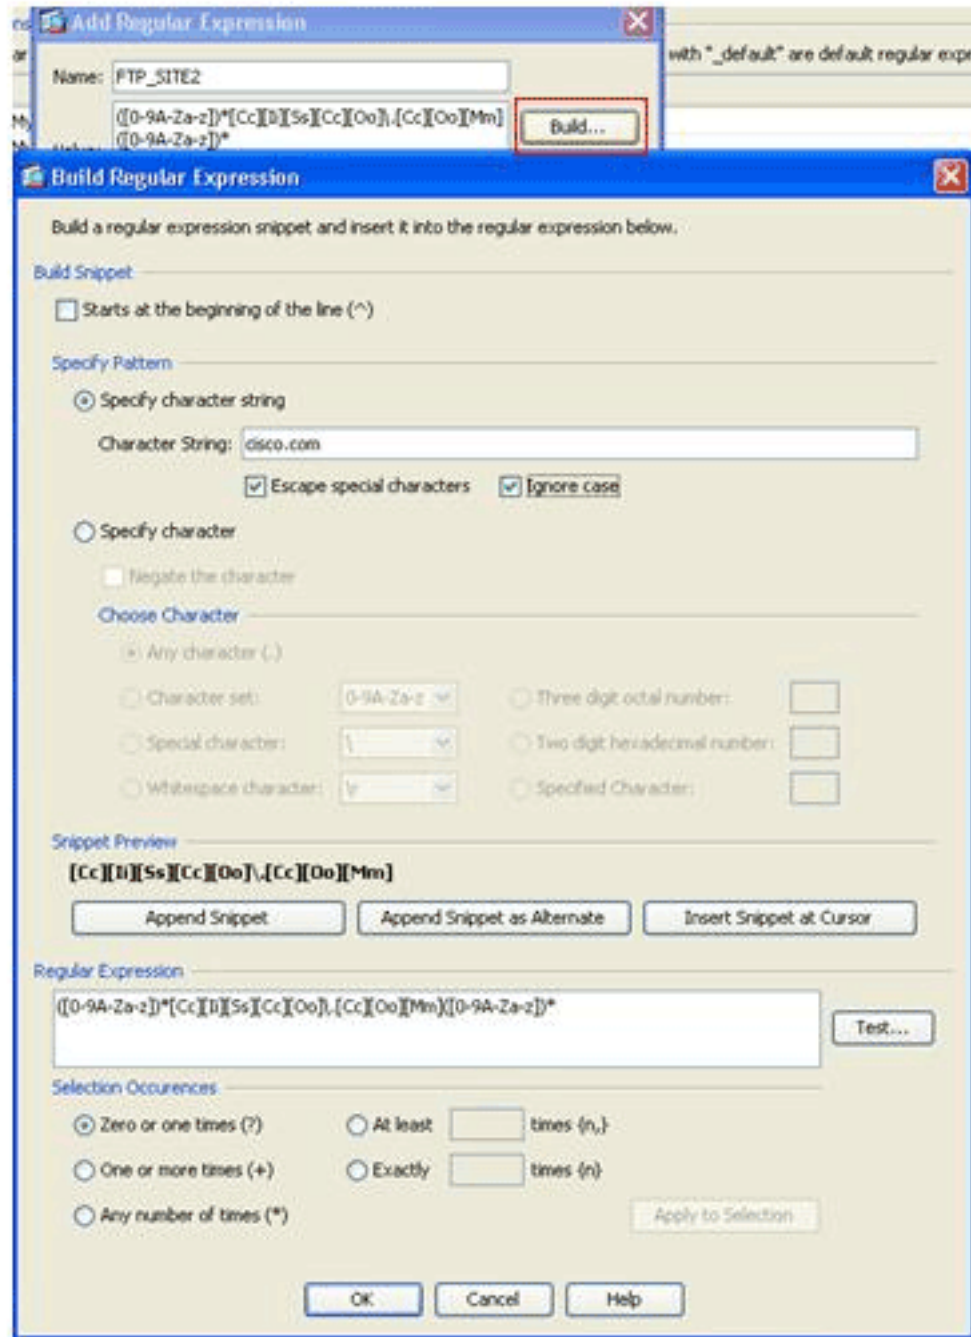 Add Regular Expression
with "_default" are default regular expre
Name: FTP_SITE2
([0-9A-Za-z])*[Cc][Ii][Ss][Cc][Oo]\.[Cc][Oo][Mm]
([0-9A-Za-z])*
Build...
Build Regular Expression
Build a regular expression snippet and insert it into the regular expression below.
Build Snippet
Starts at the beginning of the line (^)
Specify Pattern
Specify character string
Character String: cisco.com
Escape special characters Ignore case
Specify character
Negate the character
Choose Character
Any character (.)
Character set: 0-9A-Za-z Three digit octal number:
Special character: \ Two digit hexadecimal number:
Whitespace character: Specified Character:
Snippet Preview
[Cc][Ii][Ss][Cc][Oo]\.[Cc][Oo][Mm]
Append Snippet Append Snippet as Alternate Insert Snippet at Cursor
Regular Expression
([0-9A-Za-z])*[Cc][Ii][Ss][Cc][Oo]\.[Cc][Oo][Mm]([0-9A-Za-z])*
Test...
Selection Occurences
Zero or one times (?) At least times {n,}
One or more times (+) Exactly times {n}
Any number of times (*) Apply to Selection
OK Cancel Help